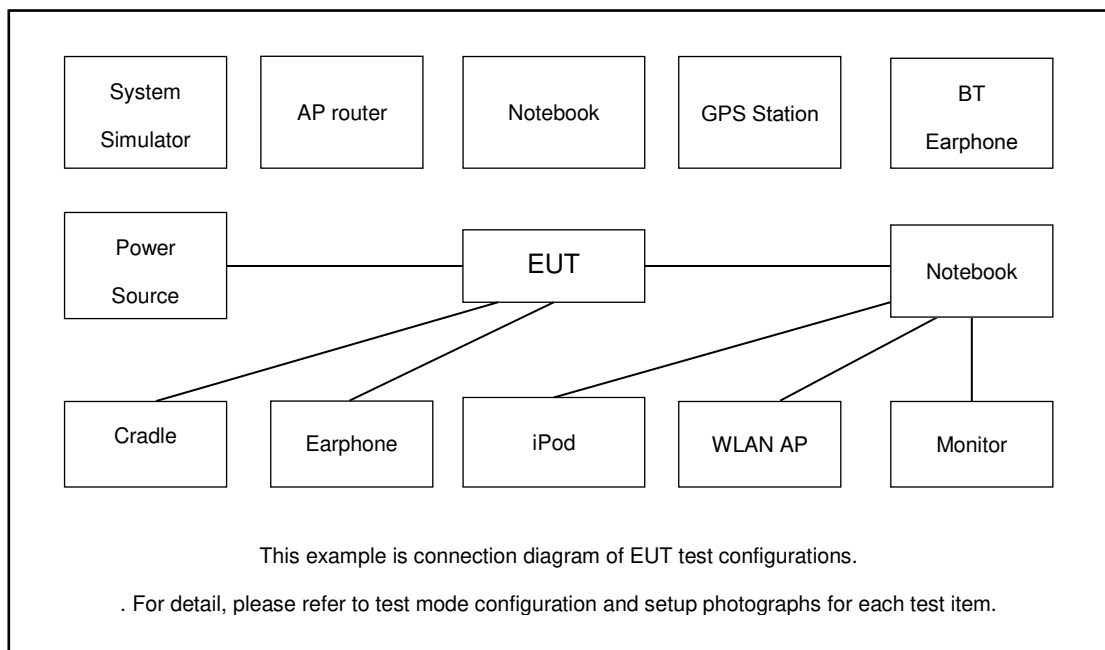 System
Simulator
AP router
Notebook
GPS Station
BT
Earphone
Power
Source
EUT
Notebook
Cradle
Earphone
iPod
WLAN AP
Monitor
This example is connection diagram of EUT test configurations.
. For detail, please refer to test mode configuration and setup photographs for each test item.